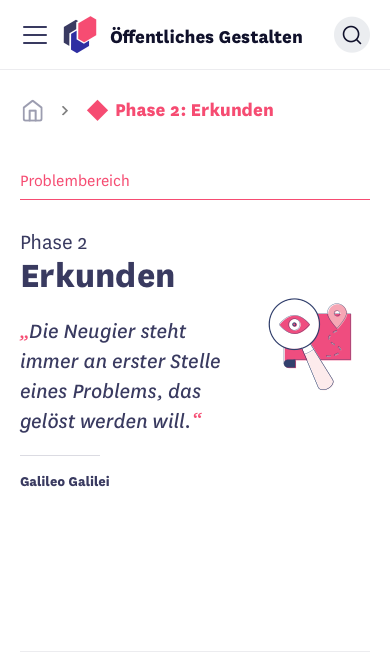 Öffentliches Gestalten
Phase 2: Erkunden
Problembereich
Phase 2
Erkunden
„Die Neugier steht
immer an erster Stelle
eines Problems, das
gelöst werden will.“
Galileo Galilei